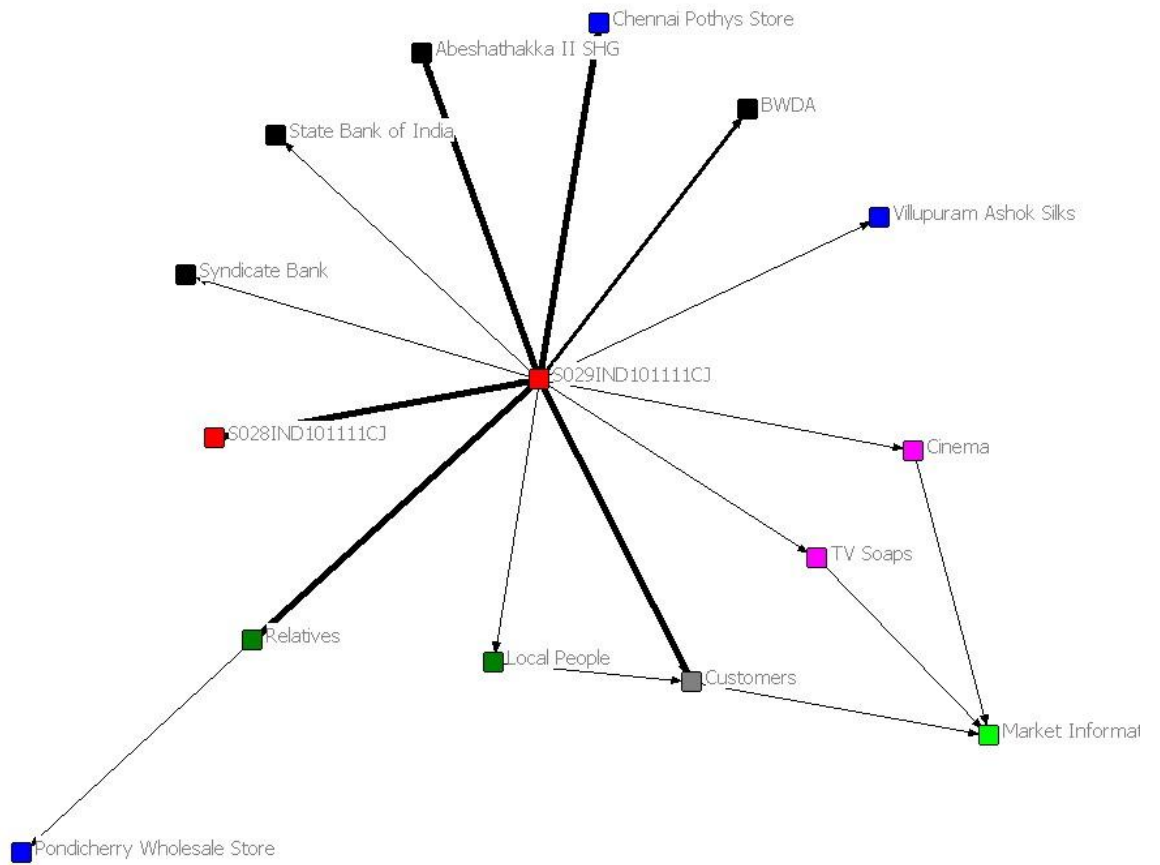 Chennai Pothys Store
Abeshathakka II SHG
BWDA
State Bank of India
Villupuram Ashok Silks
Syndicate Bank
S029IND101111CJ
S028IND101111CJ
Cinema
TV Soaps
Relatives
Local People
Customers
Market Informat
Pondicherry Wholesale Store